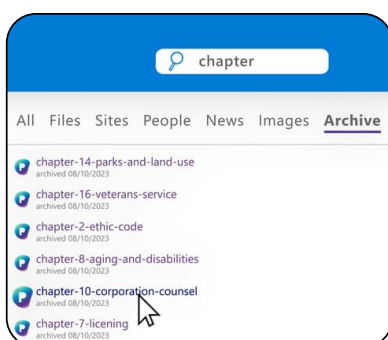 chapter
All Files Sites People News Images Archive
chapter-14-parks-and-land-use
archived 08/10/2023
chapter-16-veterans-service
archived 08/10/2023
chapter-2-ethic-code
archived 08/10/2023
chapter-8-aging-and-disabilities
archived 08/10/2023
chapter-10-corporation-counsel
archived 08/10/2023
chapter-7-licening
archived 08/10/2023